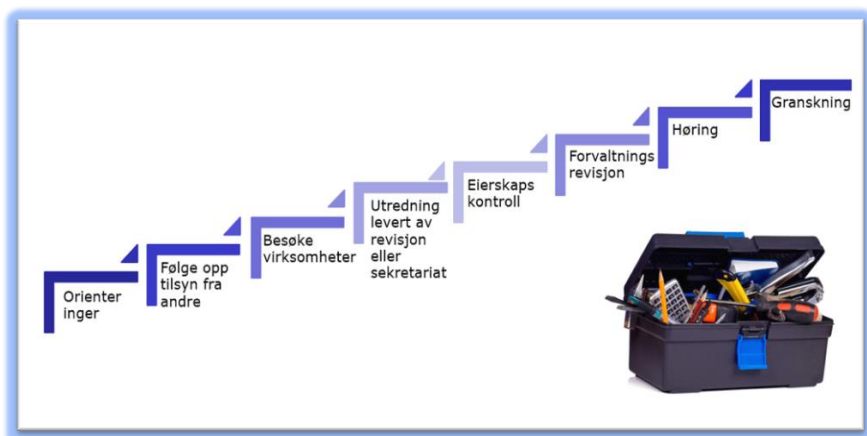 Orienter
inger
Følge opp
tilsyn fra
andre
Besøke
virksomheter
Utredning
levert av
revisjon
eller
sekretariat
Eierskaps
kontroll
Forvaltnings
revisjon
Høring
Granskning